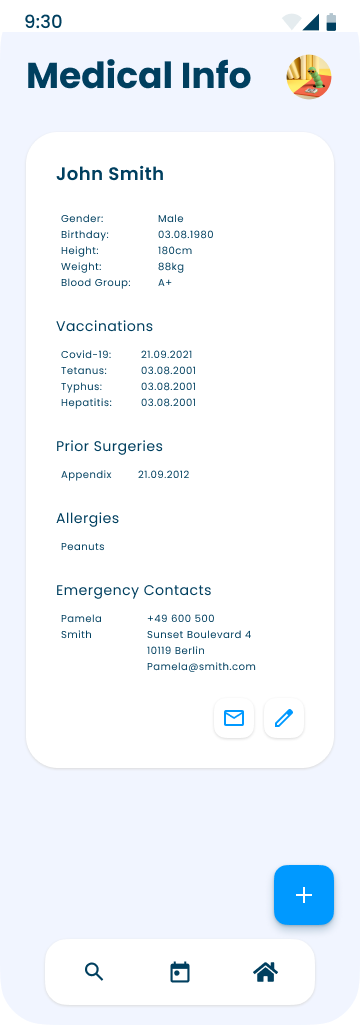 9:30
Medical Info
John Smith
Gender: Male
Birthday: 03.08.1980
Height: 180cm
Weight: 88kg
Blood Group: A+
Vaccinations
Covid-19: 21.09.2021
Tetanus: 03.08.2001
Typhus: 03.08.2001
Hepatitis: 03.08.2001
Prior Surgeries
Appendix 21.09.2012
Allergies
Peanuts
Emergency Contacts
Pamela +49 600 500
Smith Sunset Boulevard 4
10119 Berlin
Pamela@smith.com